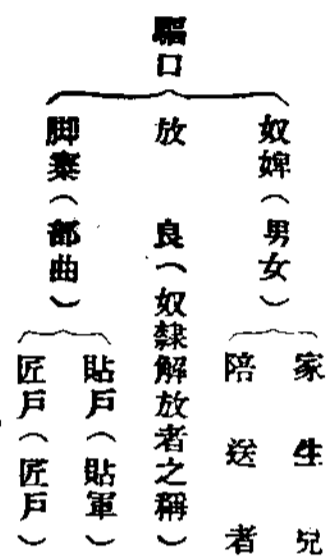 驅口
奴婢（男女）
家生兒
陪送者
放良（奴隸解放者之稱）
脚寨（部曲）
貼戶（貼軍）
匠戶（匠戶）